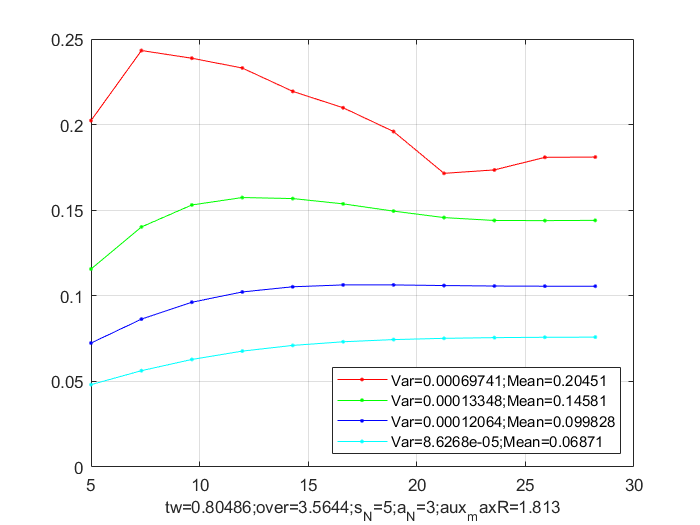 0.25
0.2
0.15
0.1
0.05
0
5 10 15 20 25 30
Var=0.00069741;Mean=0.20451
Var=0.00013348;Mean=0.14581
Var=0.00012064;Mean=0.099828
Var=8.6268e-05;Mean=0.06871
tw=0.80486;over=3.5644;s_N=5;a_N=3;aux_maxR=1.813